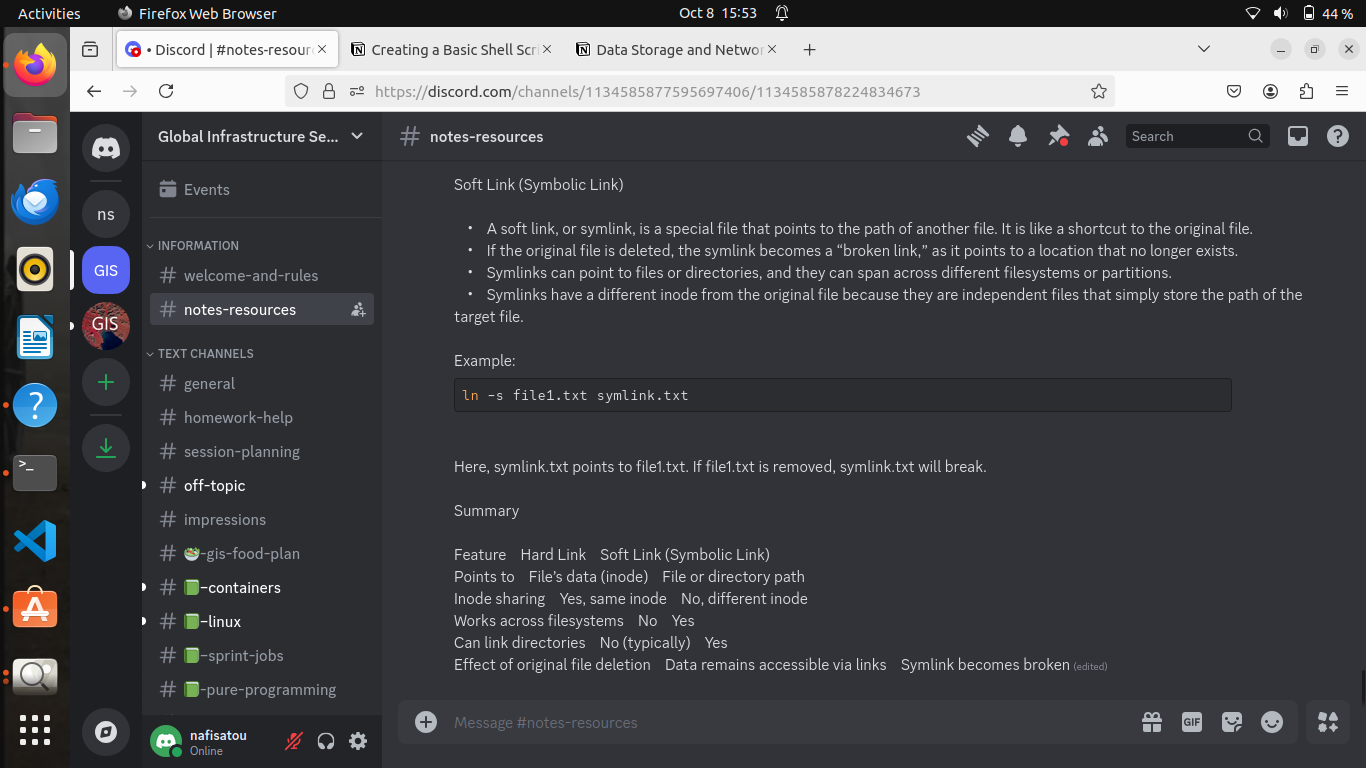 Activities
Firefox Web Browser
Oct 8 15:53
44 %
• Discord | #notes-resour
Creating a Basic Shell Scr
Data Storage and Netwo
https://discord.com/channels/1134585877595697406/1134585878224834673
Global Infrastructure Se...
# notes-resources
Search
ns
GIS
GIS
Events
INFORMATION
# welcome-and-rules
# notes-resources
TEXT CHANNELS
# general
# homework-help
# session-planning
# off-topic
# impressions
# 🥗-gis-food-plan
# 📗-containers
# 📗-linux
# 📗-sprint-jobs
# 📗-pure-programming
nafisatou
Online
Soft Link (Symbolic Link)
• A soft link, or symlink, is a special file that points to the path of another file. It is like a shortcut to the original file.
• If the original file is deleted, the symlink becomes a “broken link,” as it points to a location that no longer exists.
• Symlinks can point to files or directories, and they can span across different filesystems or partitions.
• Symlinks have a different inode from the original file because they are independent files that simply store the path of the
target file.
Example:
ln -s file1.txt symlink.txt
Here, symlink.txt points to file1.txt. If file1.txt is removed, symlink.txt will break.
Summary
Feature Hard Link Soft Link (Symbolic Link)
Points to File’s data (inode) File or directory path
Inode sharing Yes, same inode No, different inode
Works across filesystems No Yes
Can link directories No (typically) Yes
Effect of original file deletion Data remains accessible via links Symlink becomes broken (edited)
Message #notes-resources
GIF